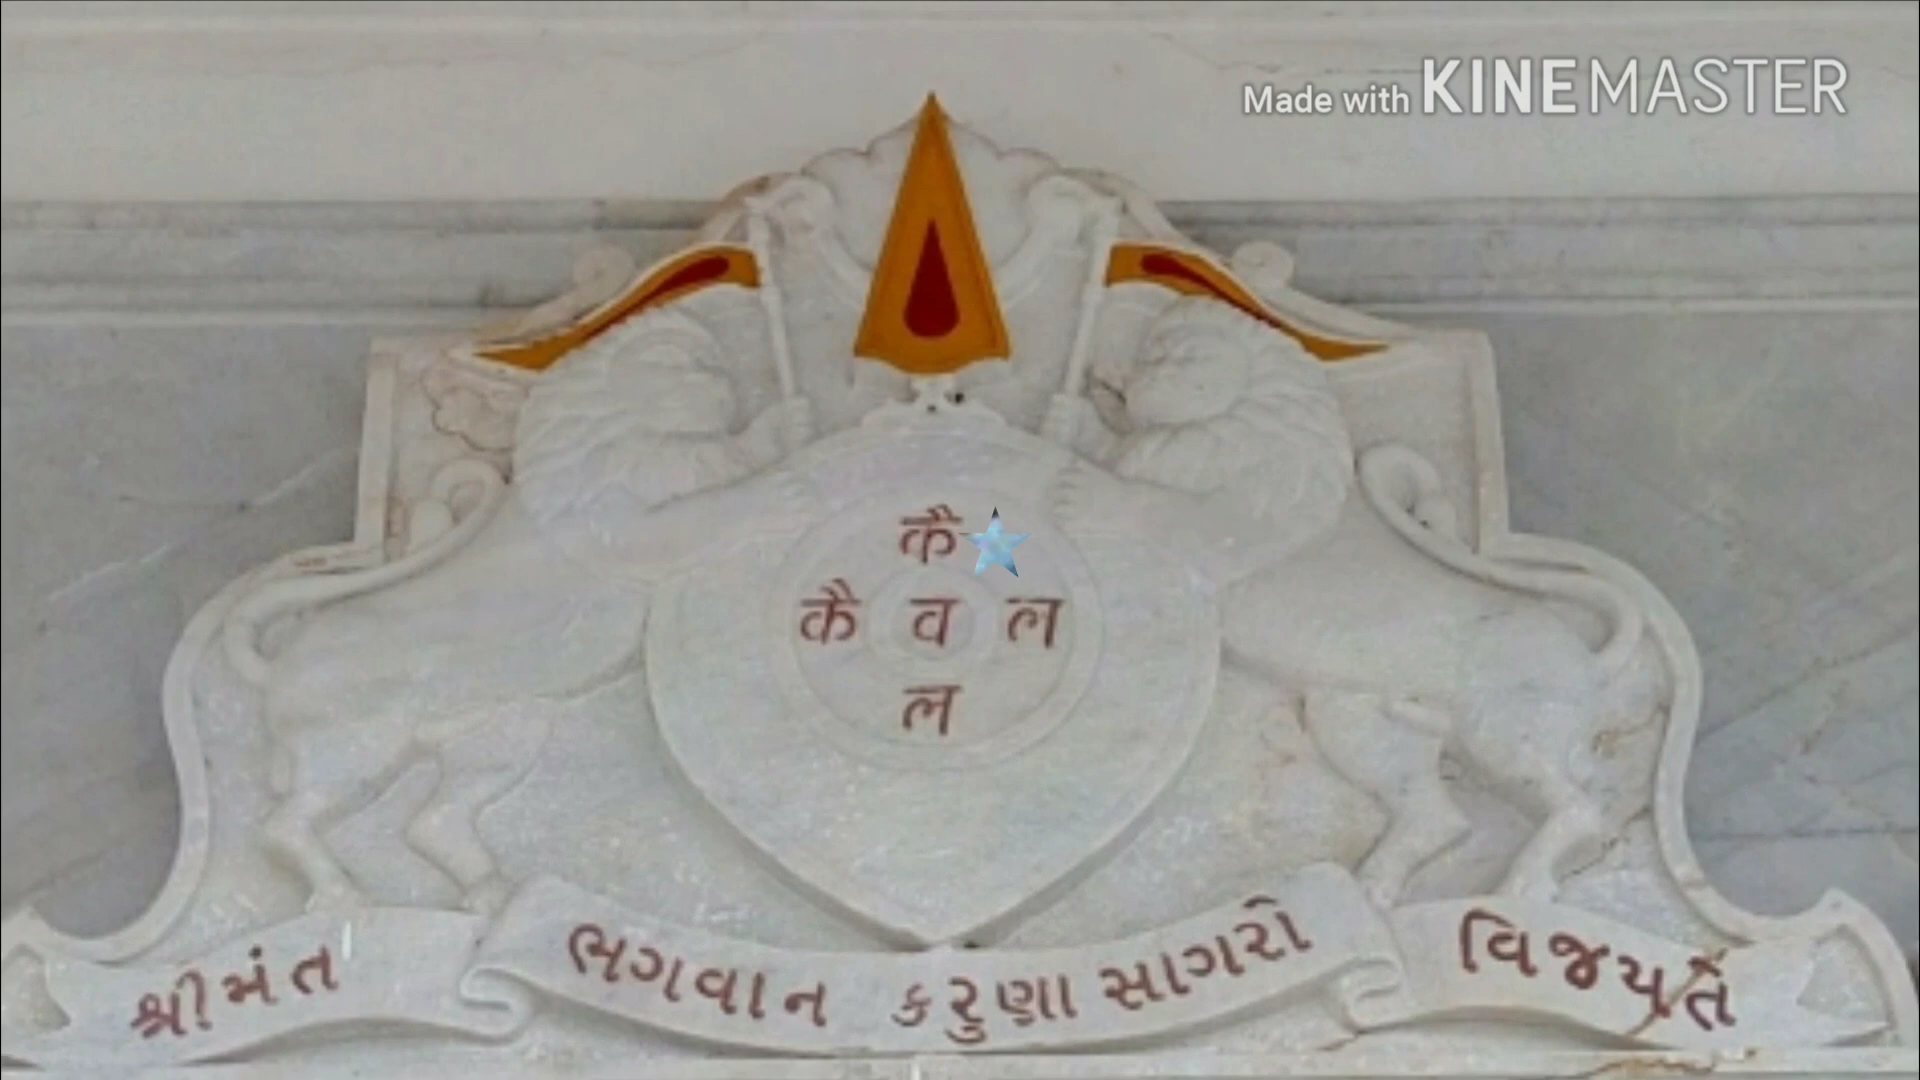 Made with KINEMASTER
कै
कै व ल
ल
શ્રીમંત ભગવાન કરુણા સાગરો વિજયતે